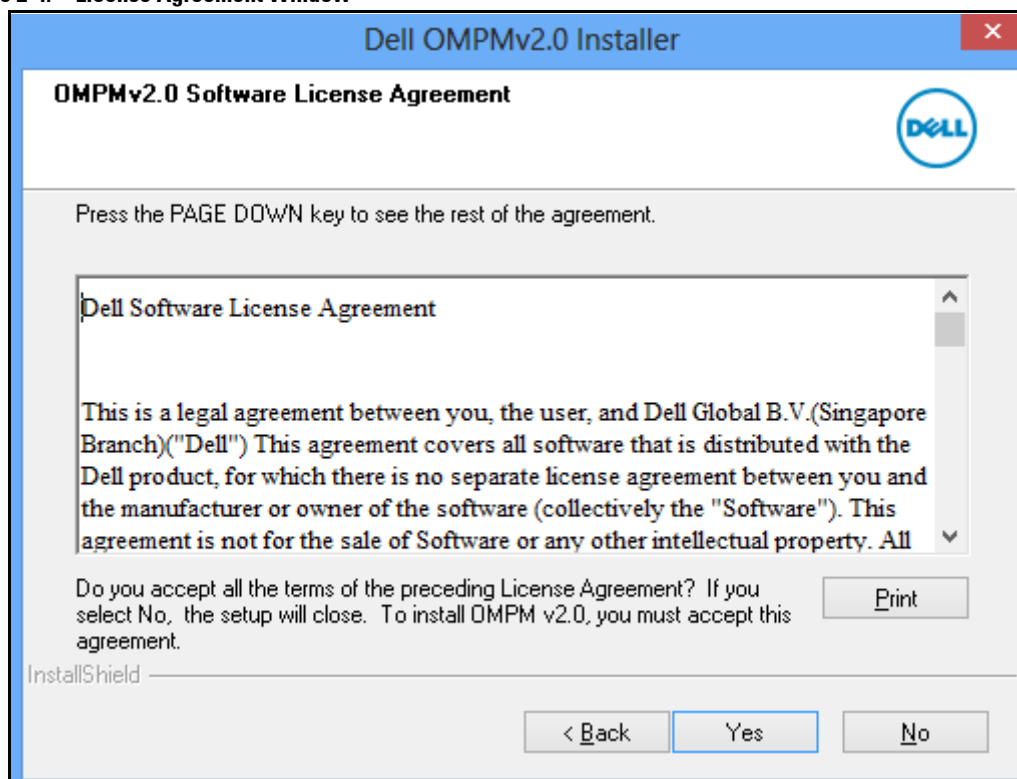 License Agreement Window
Dell OMPMv2.0 Installer
OMPMv2.0 Software License Agreement
DELL
Press the PAGE DOWN key to see the rest of the agreement.
Dell Software License Agreement
This is a legal agreement between you, the user, and Dell Global B.V.(Singapore
Branch)("Dell") This agreement covers all software that is distributed with the
Dell product, for which there is no separate license agreement between you and
the manufacturer or owner of the software (collectively the "Software"). This
agreement is not for the sale of Software or any other intellectual property. All
Do you accept all the terms of the preceding License Agreement? If you
select No, the setup will close. To install OMPM v2.0, you must accept this
agreement.
Print
InstallShield
< Back
Yes
No